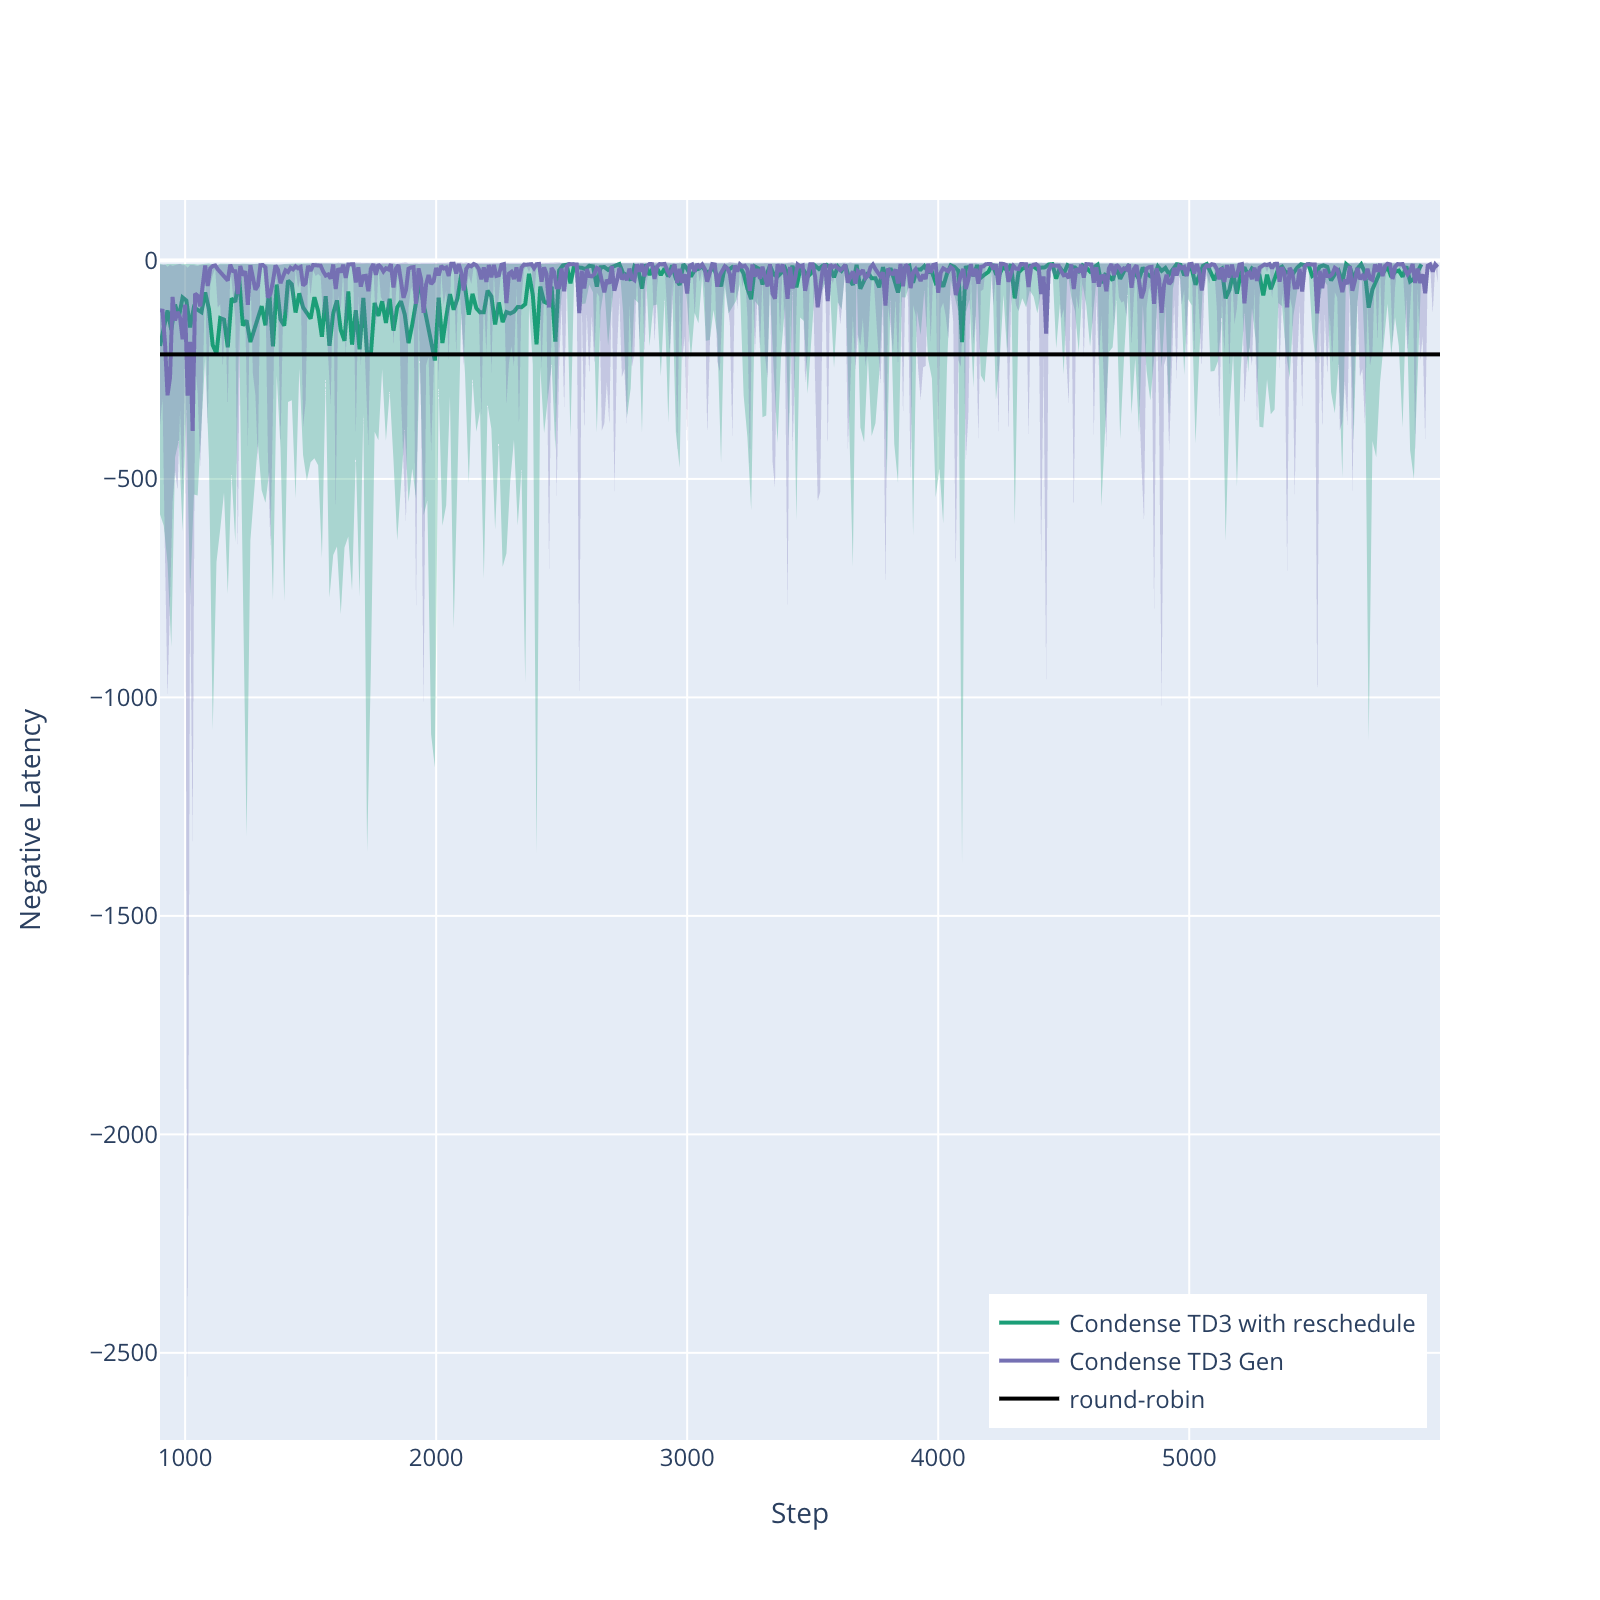 0
−500
−1000
−1500
−2000
−2500
Negative Latency
1000 2000 3000 4000 5000
Step
Condense TD3 with reschedule
Condense TD3 Gen
round-robin